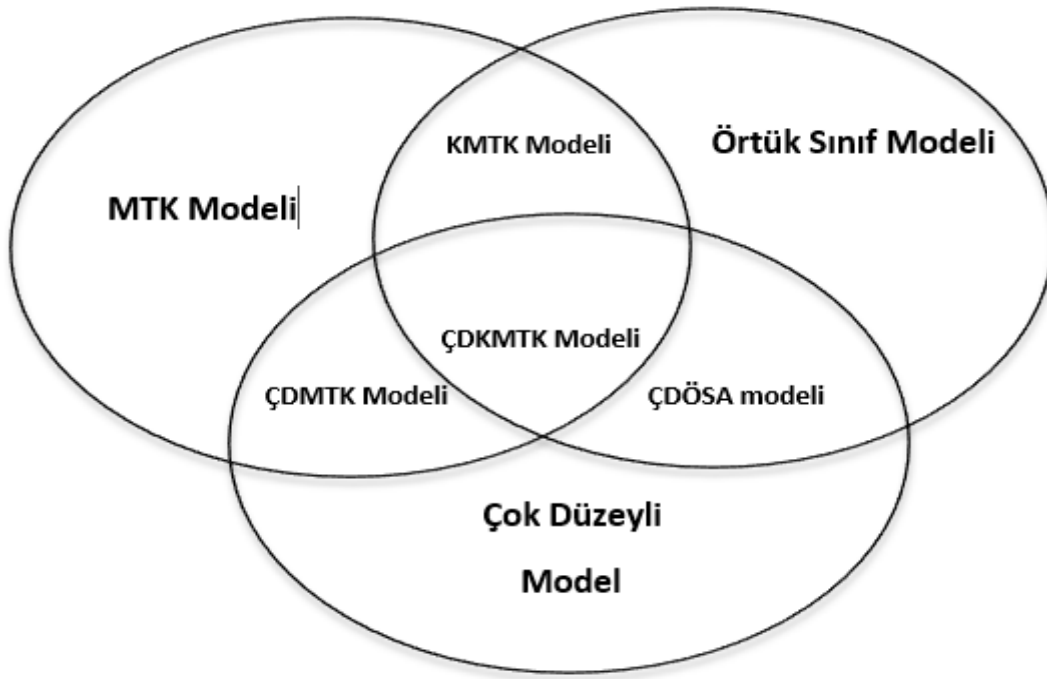 KMTK Modeli
Örtük Sınıf Modeli
MTK Modeli
ÇDKMTK Modeli
ÇDMTK Modeli
ÇDÖSA modeli
Çok Düzeyli
Model